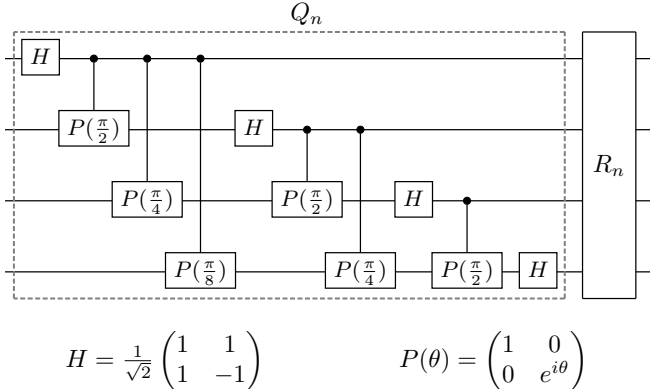 Q_n
H
P(π/2) H
P(π/4) P(π/2) H R_n
P(π/8) P(π/4) P(π/2) H
H = 1/√2 (1 1; 1 −1) P(θ) = (1 0; 0 e^{iθ})